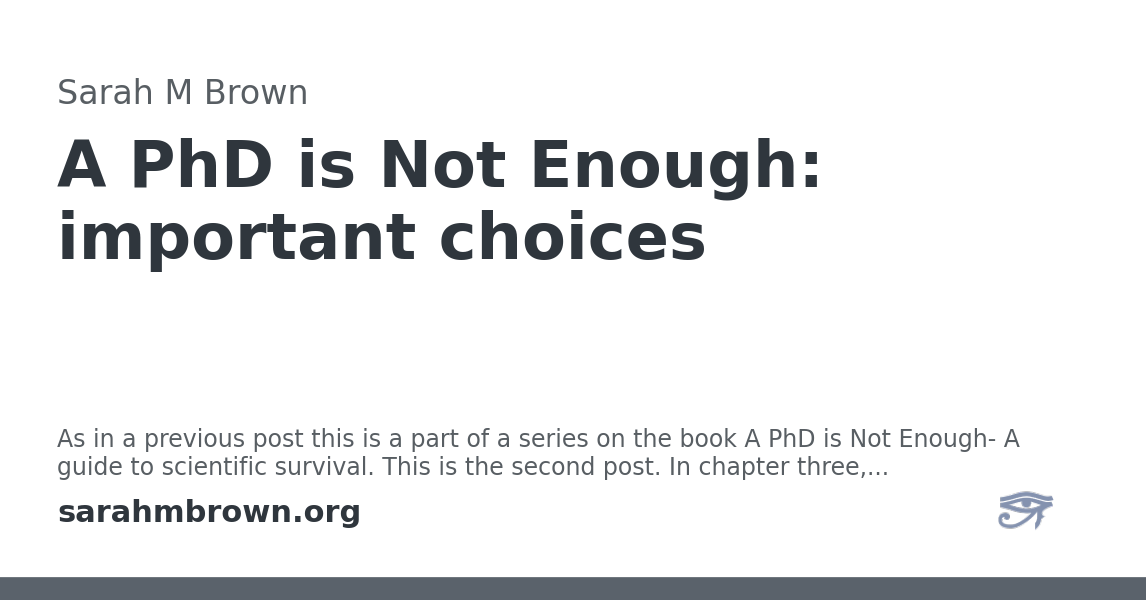 Sarah M Brown
A PhD is Not Enough:
important choices
As in a previous post this is a part of a series on the book A PhD is Not Enough- A
guide to scientific survival. This is the second post. In chapter three,...
sarahmbrown.org